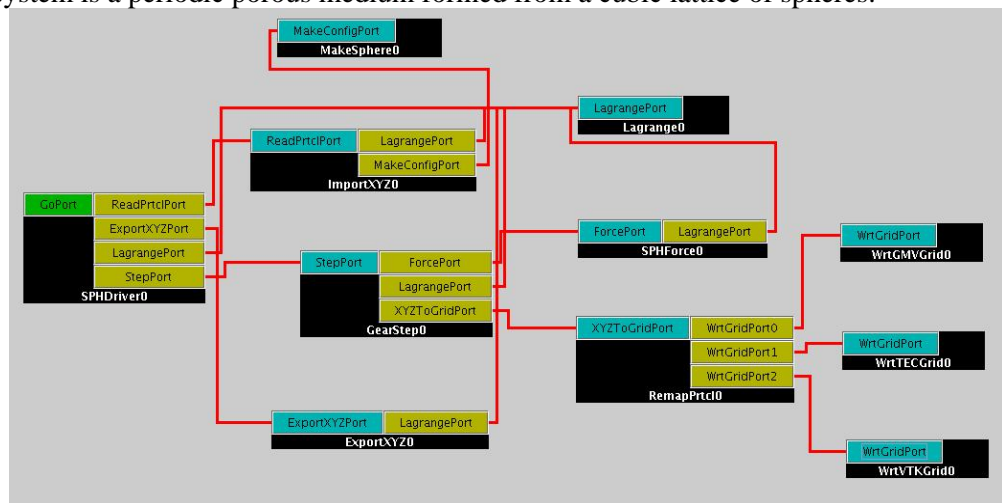 system is a periodic porous medium formed from a cubic lattice of spheres.
MakeConfigPort
MakeSphere0
LagrangePort
Lagrange0
ReadPrtclPort LagrangePort
MakeConfigPort
ImportXYZ0
GoPort ReadPrtclPort
ExportXYZPort
LagrangePort
StepPort
SPHDriver0
ForcePort LagrangePort
SPHForce0
WrtGridPort
WrtGMVGrid0
StepPort ForcePort
LagrangePort
XYZToGridPort
GearStep0
XYZToGridPort WrtGridPort0
WrtGridPort1
WrtGridPort2
RemapPrtcl0
WrtGridPort
WrtTECGrid0
ExportXYZPort LagrangePort
ExportXYZ0
WrtGridPort
WrtVTKGrid0